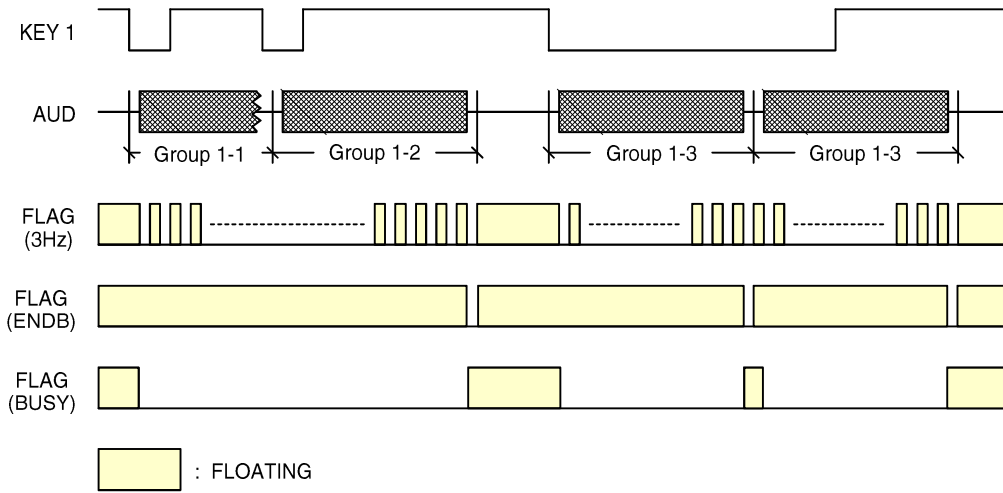 KEY 1
AUD
Group 1-1
Group 1-2
Group 1-3
Group 1-3
FLAG
(3Hz)
FLAG
(ENDB)
FLAG
(BUSY)
: FLOATING